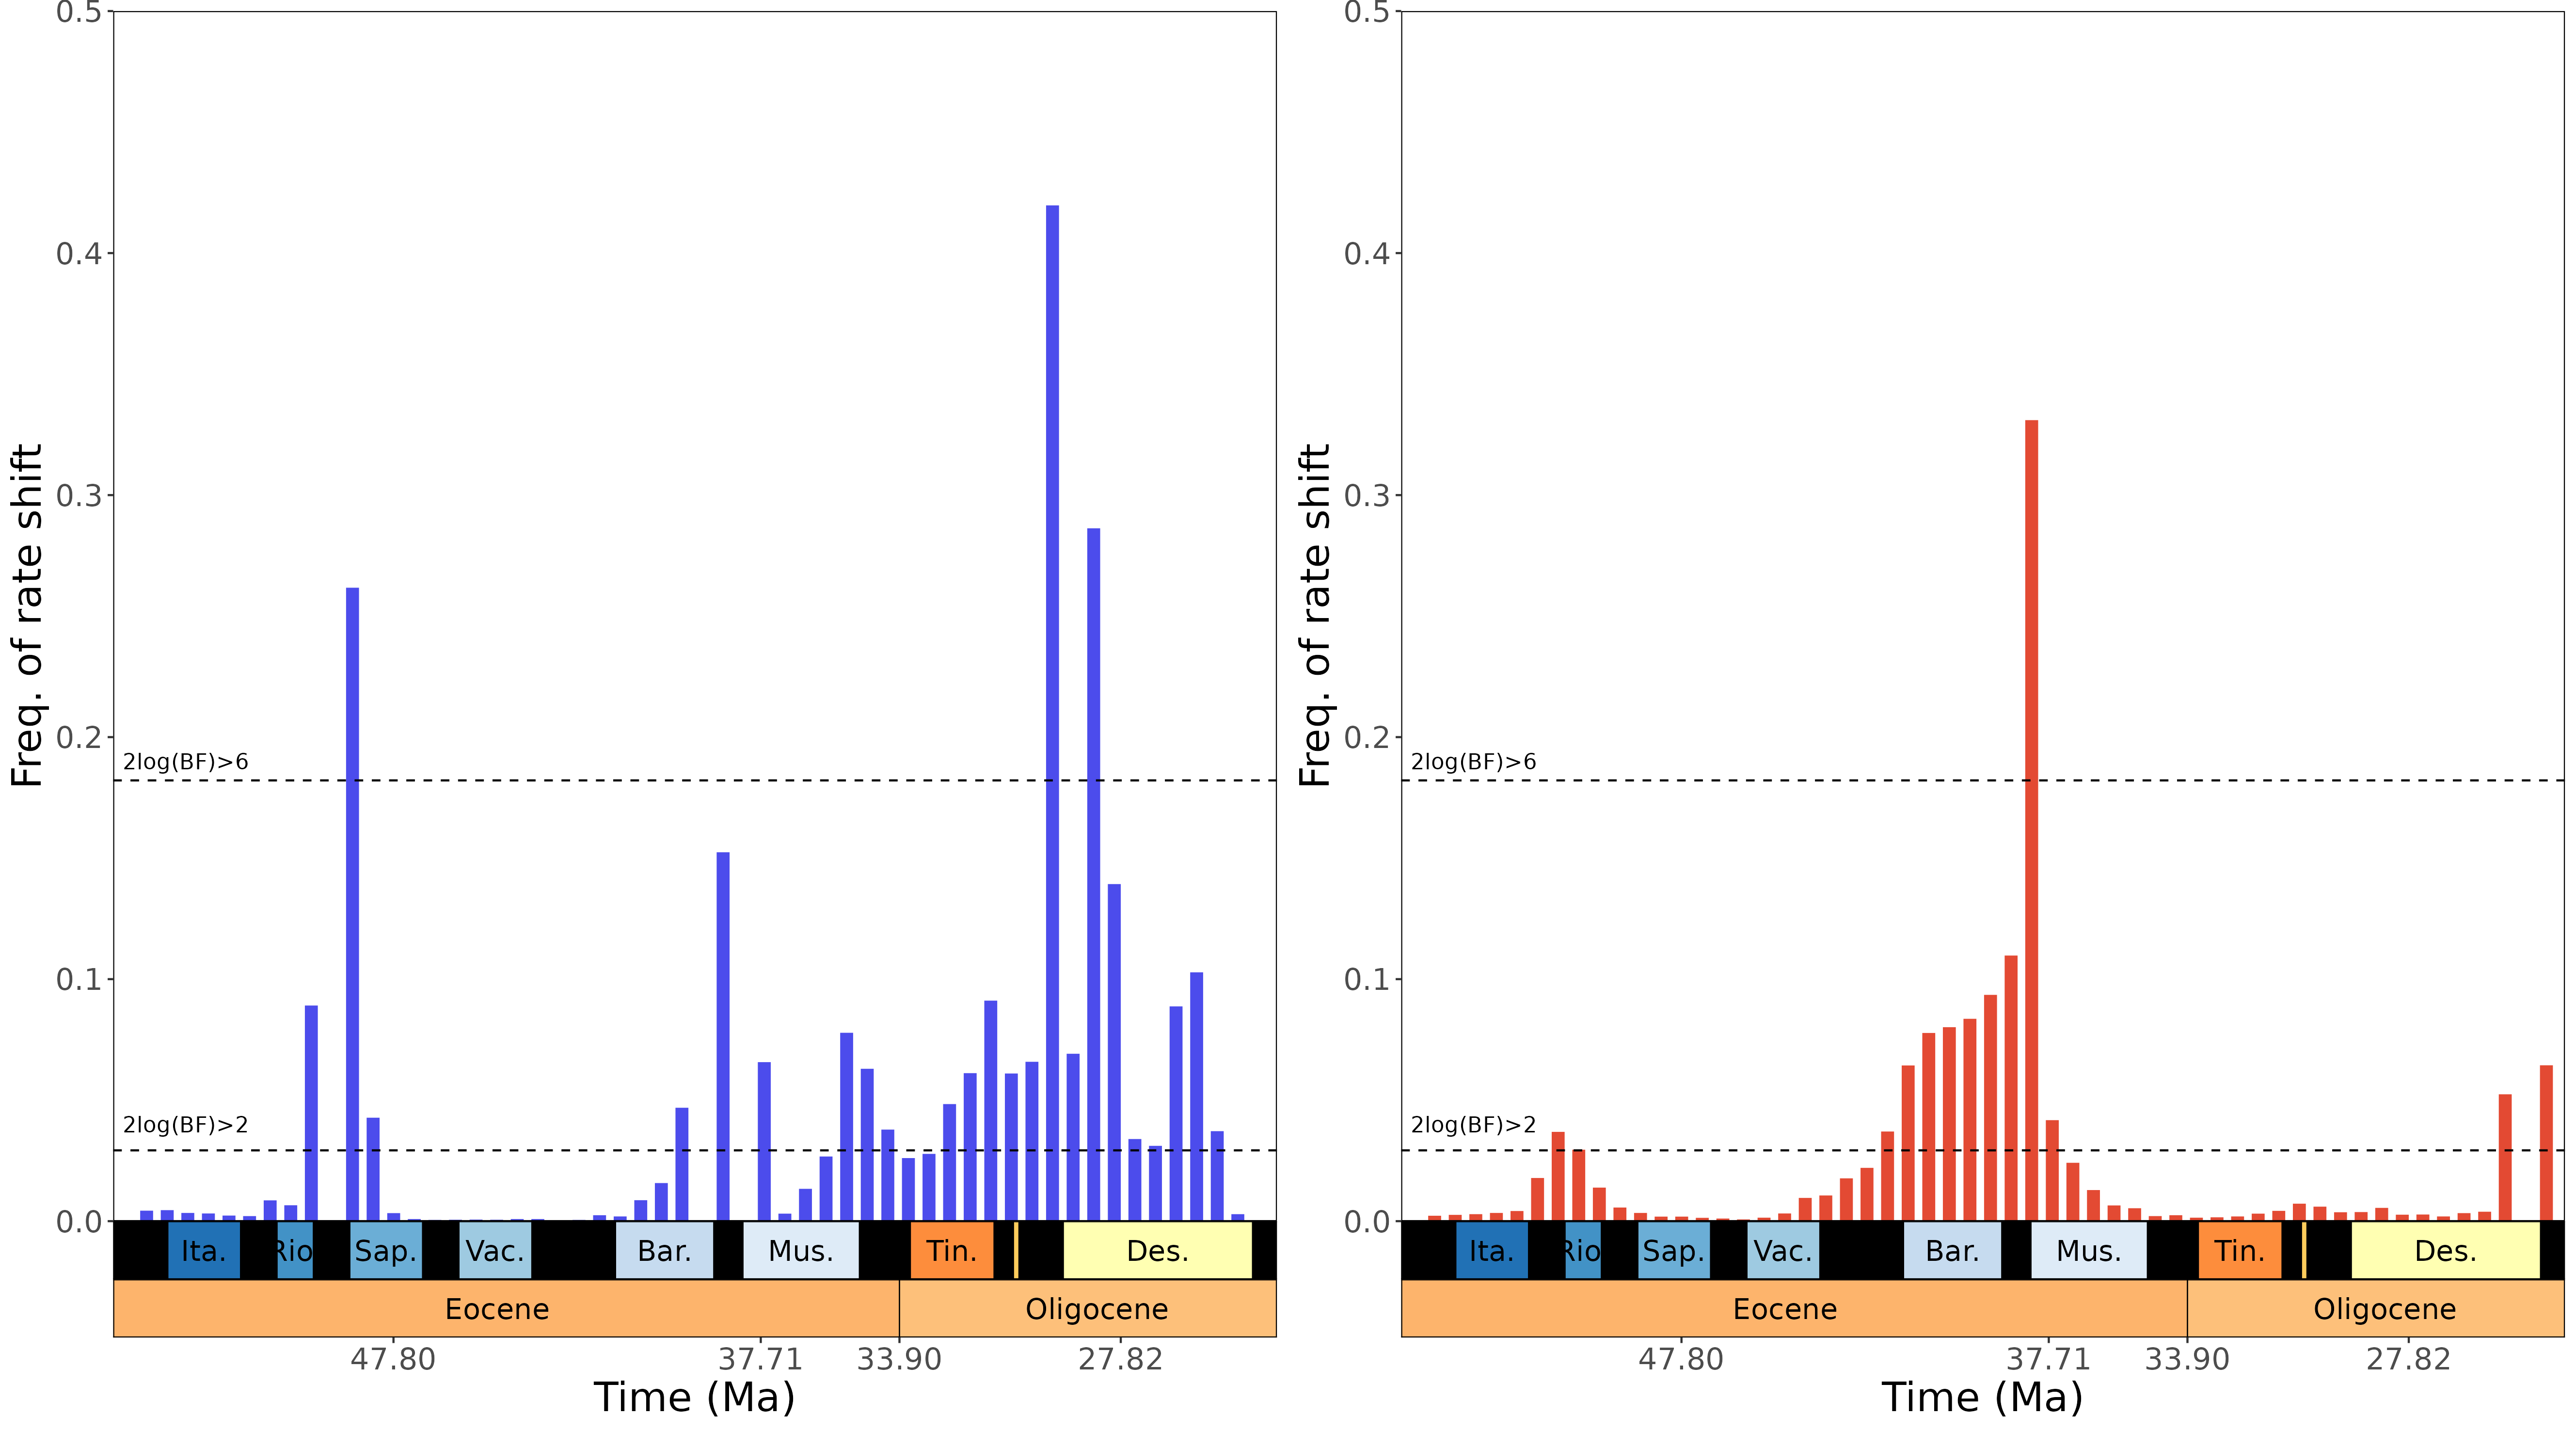 Freq. of rate shift
0.5
0.4
0.3
0.2
0.1
0.0
2log(BF)>6
2log(BF)>2
Ita. Rio Sap. Vac. Bar. Mus. Tin. Des.
Eocene Oligocene
47.80 37.71 33.90 27.82
Time (Ma)
Freq. of rate shift
0.5
0.4
0.3
0.2
0.1
0.0
2log(BF)>6
2log(BF)>2
Ita. Rio Sap. Vac. Bar. Mus. Tin. Des.
Eocene Oligocene
47.80 37.71 33.90 27.82
Time (Ma)